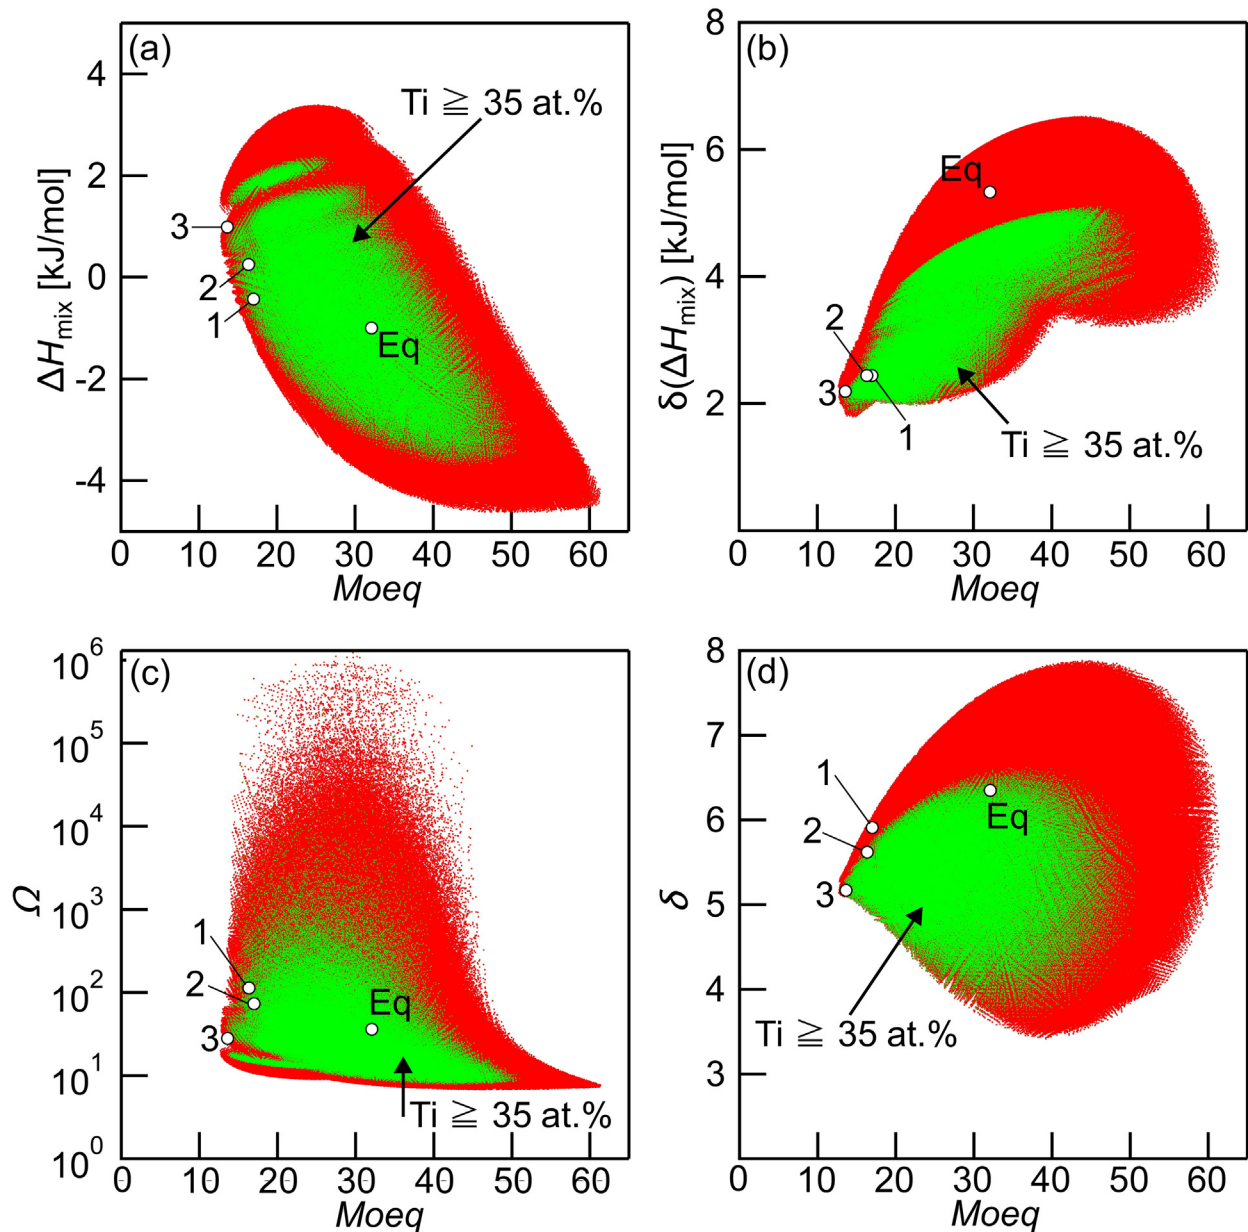 (a)
4
2
0
-2
-4
ΔHmix [kJ/mol]
Ti ≧ 35 at.%
3
2
1
Eq
0 10 20 30 40 50 60
Moeq
(b)
8
6
4
2
δ(ΔHmix) [kJ/mol]
Eq
2
3
1
Ti ≧ 35 at.%
0 10 20 30 40 50 60
Moeq
(c)
10^6
10^5
10^4
10^3
10^2
10^1
10^0
Ω
1
2
3
Eq
Ti ≧ 35 at.%
0 10 20 30 40 50 60
Moeq
(d)
8
7
6
5
4
3
2
δ
1
2
3
Eq
Ti ≧ 35 at.%
0 10 20 30 40 50 60
Moeq